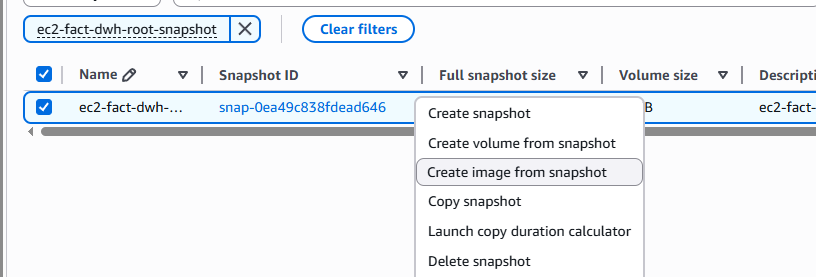 ec2-fact-dwh-root-snapshot Clear filters
Name Snapshot ID Full snapshot size Volume size Descripti
ec2-fact-dwh-... snap-0ea49c838fdead646 B ec2-fact-
Create snapshot
Create volume from snapshot
Create image from snapshot
Copy snapshot
Launch copy duration calculator
Delete snapshot